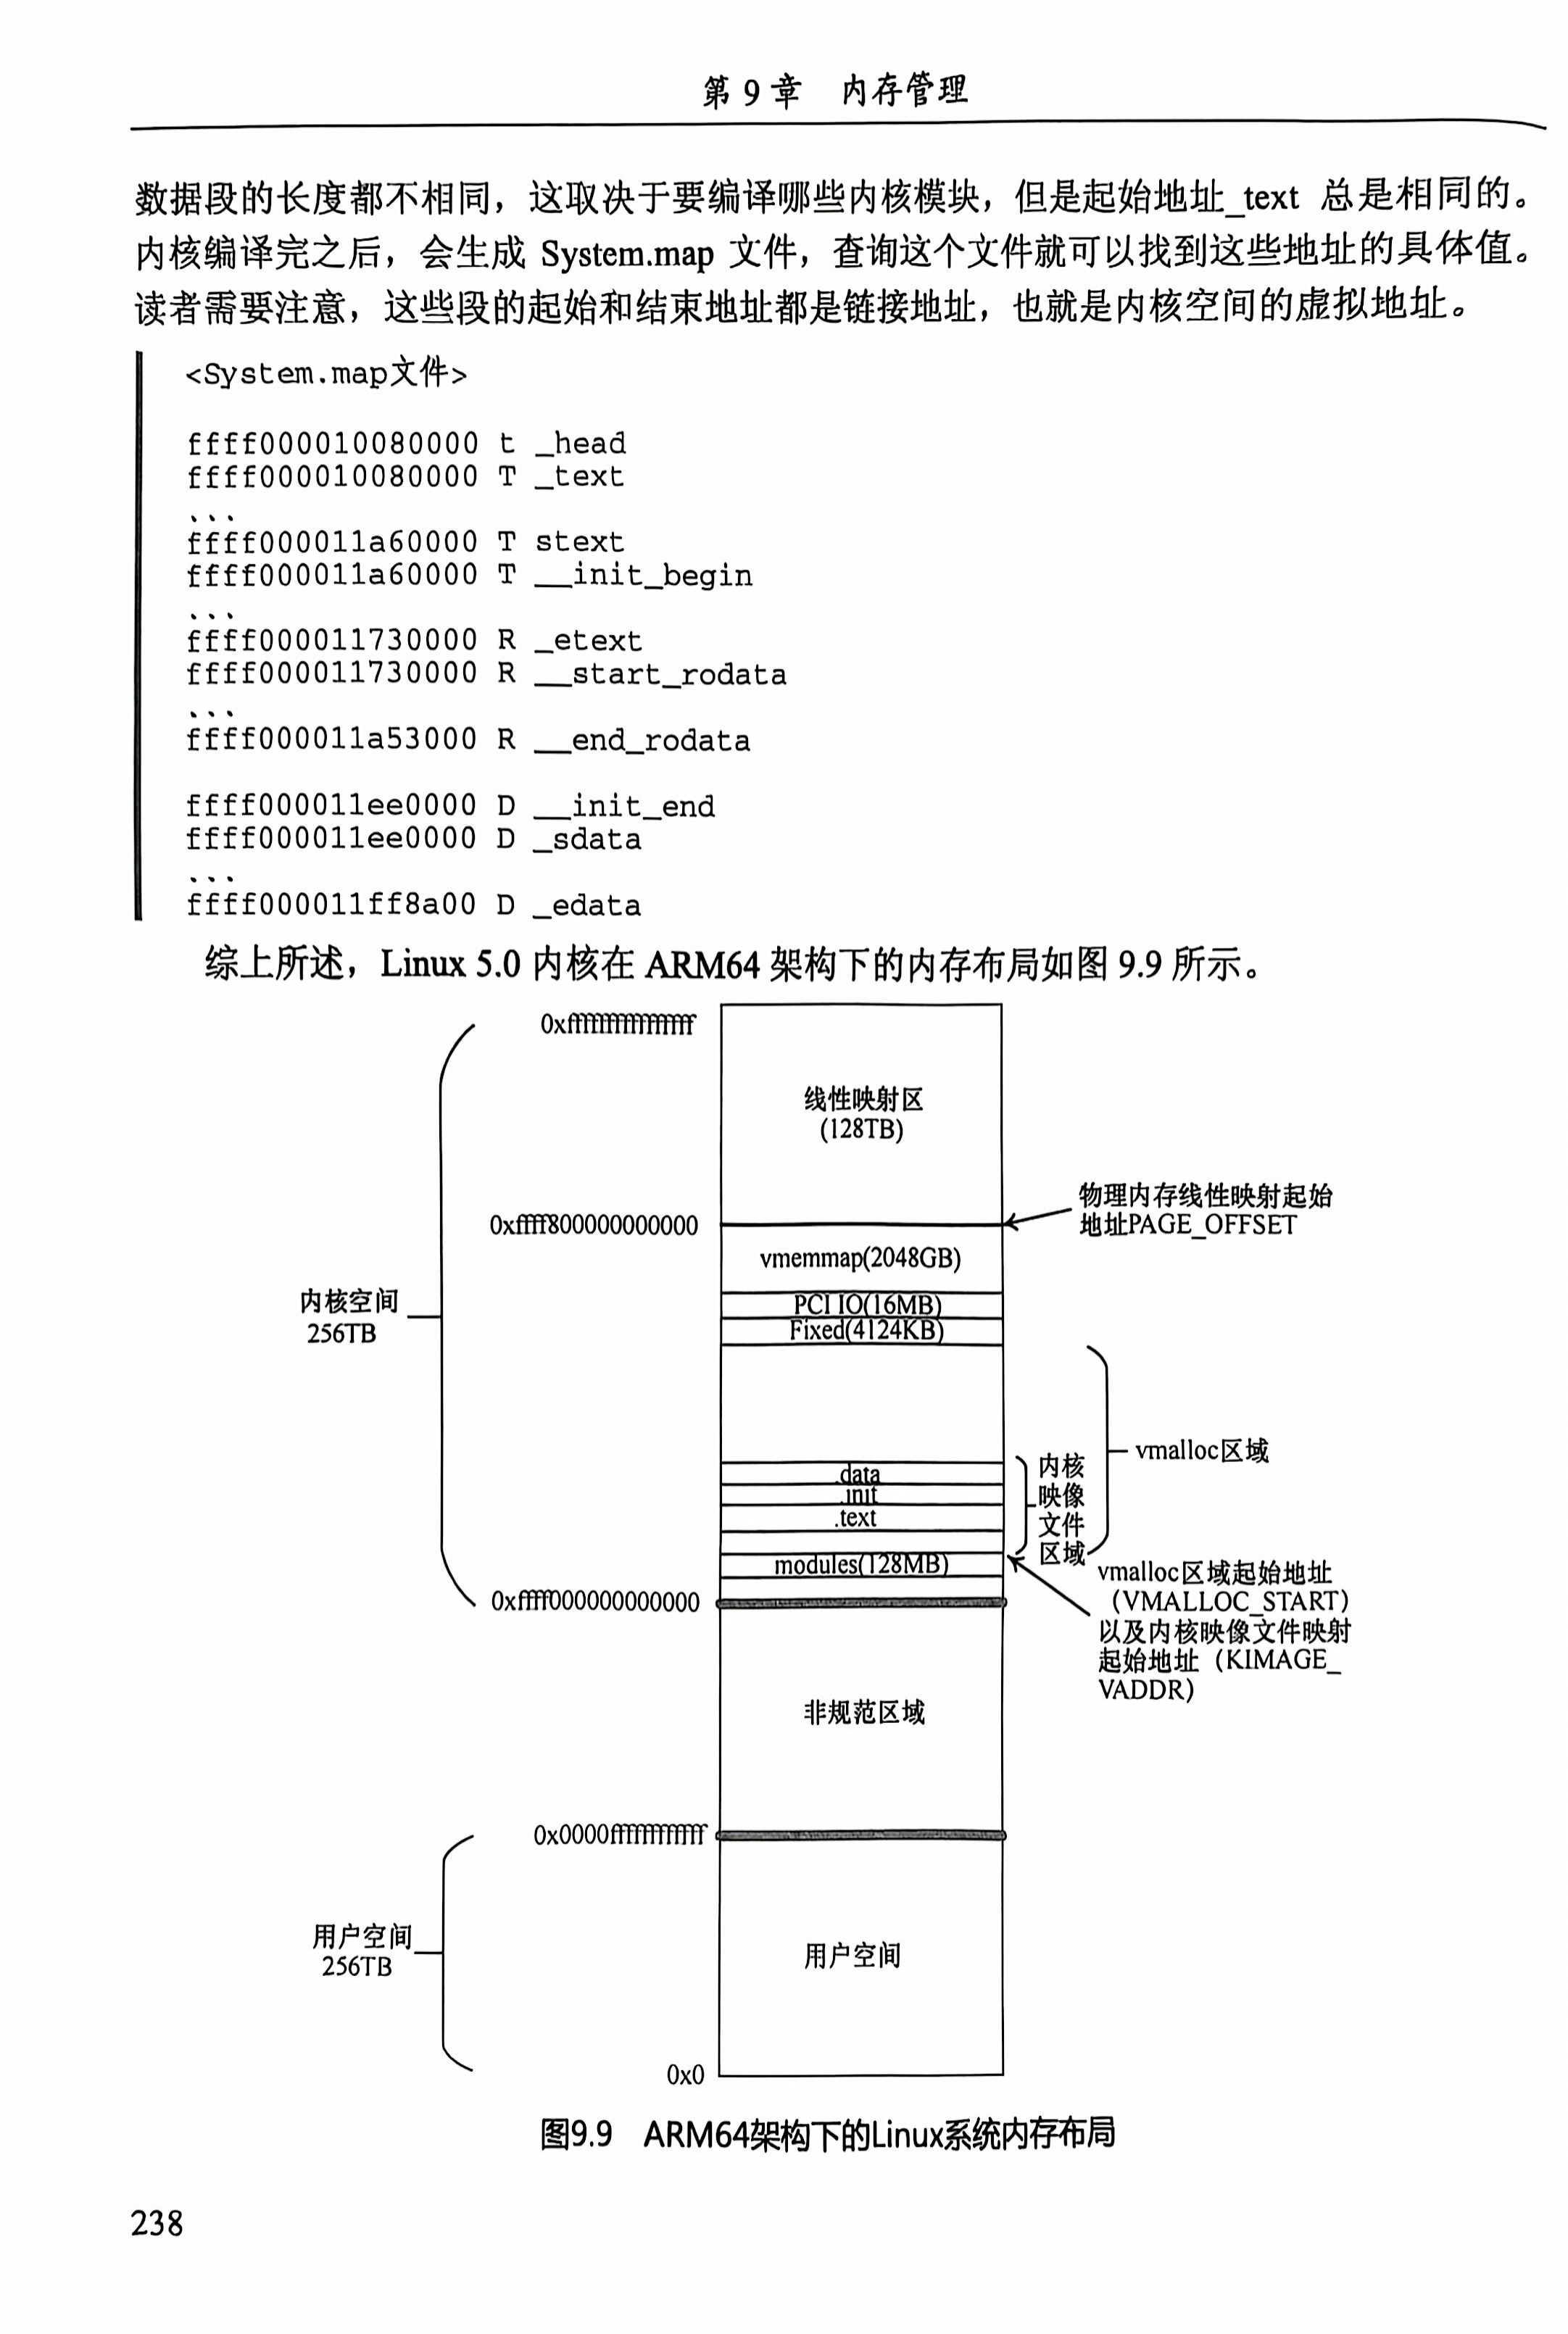 第 9 章 内存管理
数据段的长度都不相同，这取决于要编译哪些内核模块，但是起始地址_text 总是相同的。
内核编译完之后，会生成 System.map 文件，查询这个文件就可以找到这些地址的具体值。
读者需要注意，这些段的起始和结束地址都是链接地址，也就是内核空间的虚拟地址。
<System.map文件>
ffff000010080000 t _head
ffff000010080000 T _text
...
ffff000011a60000 T stext
ffff000011a60000 T __init_begin
...
ffff000011730000 R _etext
ffff000011730000 R __start_rodata
...
ffff000011a53000 R __end_rodata
ffff000011ee0000 D __init_end
ffff000011ee0000 D _sdata
...
ffff000011ff8a00 D _edata
综上所述，Linux 5.0 内核在 ARM64 架构下的内存布局如图 9.9 所示。
0xffffffffffffffff
线性映射区
(128TB)
物理内存线性映射起始
地址PAGE_OFFSET
0xffff800000000000
vmemmap(2048GB)
PCI IO(16MB)
Fixed(4124KB)
内核空间
256TB
vmalloc区域
.data
.init
.text
内核
映像
文件
区域
modules(128MB)
vmalloc区域起始地址
（VMALLOC_START）
以及内核映像文件映射
起始地址（KIMAGE_
VADDR）
0xffff000000000000
非规范区域
0x0000ffffffffffff
用户空间
256TB
用户空间
0x0
图9.9 ARM64架构下的Linux系统内存布局
238